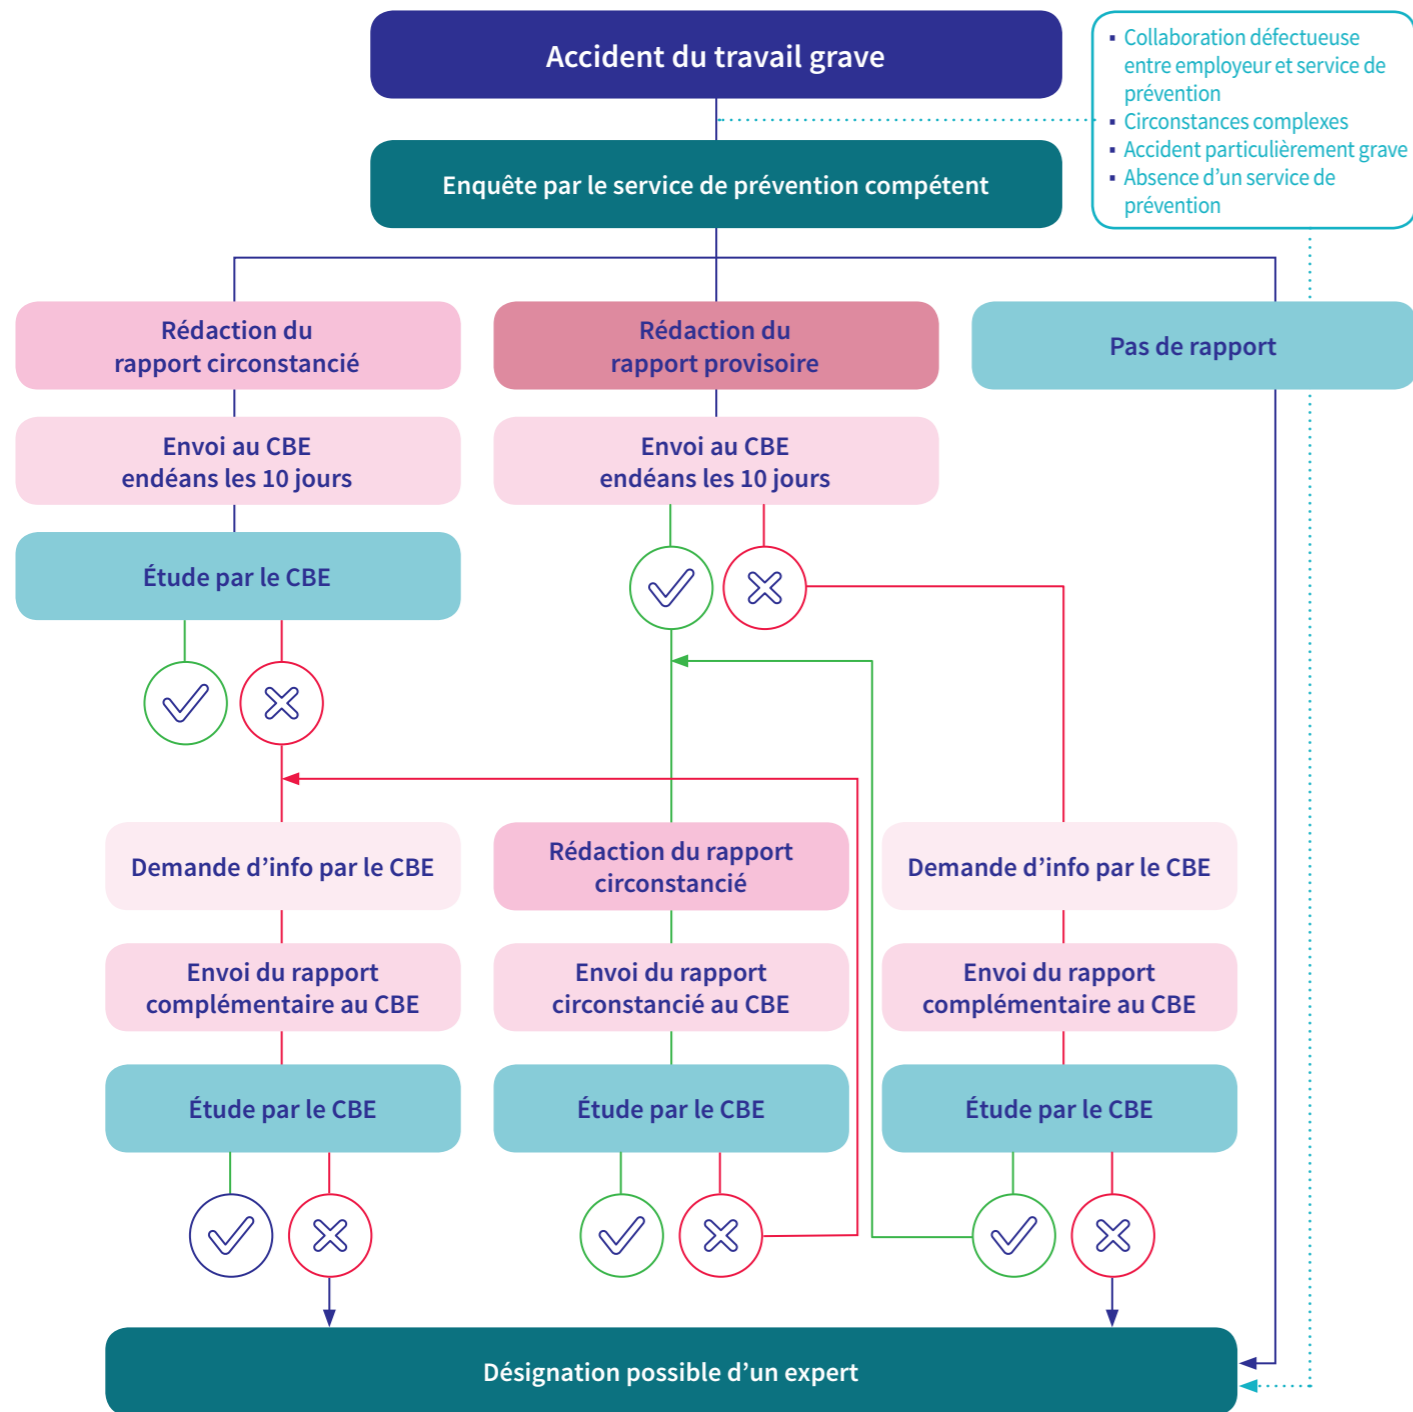 Accident du travail grave
▪ Collaboration défectueuse
entre employeur et service de
prévention
▪ Circonstances complexes
▪ Accident particulièrement grave
▪ Absence d’un service de
prévention
Enquête par le service de prévention compétent
Rédaction du
rapport circonstancié
Rédaction du
rapport provisoire
Pas de rapport
Envoi au CBE
endéans les 10 jours
Envoi au CBE
endéans les 10 jours
Étude par le CBE
Demande d’info par le CBE
Rédaction du rapport
circonstancié
Demande d’info par le CBE
Envoi du rapport
complémentaire au CBE
Envoi du rapport
circonstancié au CBE
Envoi du rapport
complémentaire au CBE
Étude par le CBE
Étude par le CBE
Étude par le CBE
Désignation possible d’un expert